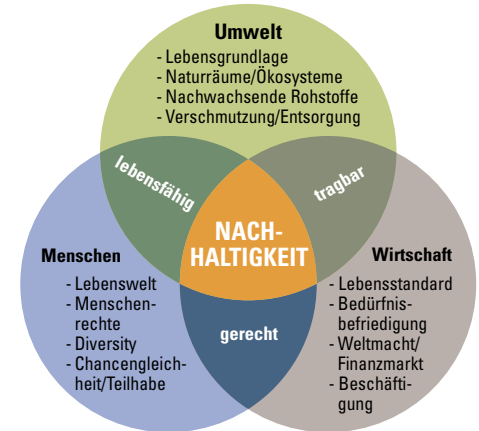 Umwelt
- Lebensgrundlage
- Naturräume/Ökosysteme
- Nachwachsende Rohstoffe
- Verschmutzung/Entsorgung
lebensfähig
tragbar
NACH-
HALTIGKEIT
Menschen
- Lebenswelt
- Menschen-
rechte
- Diversity
- Chancengleich-
heit/Teilhabe
Wirtschaft
- Lebensstandard
- Bedürfnis-
befriedigung
- Weltmacht/
Finanzmarkt
- Beschäfti-
gung
gerecht